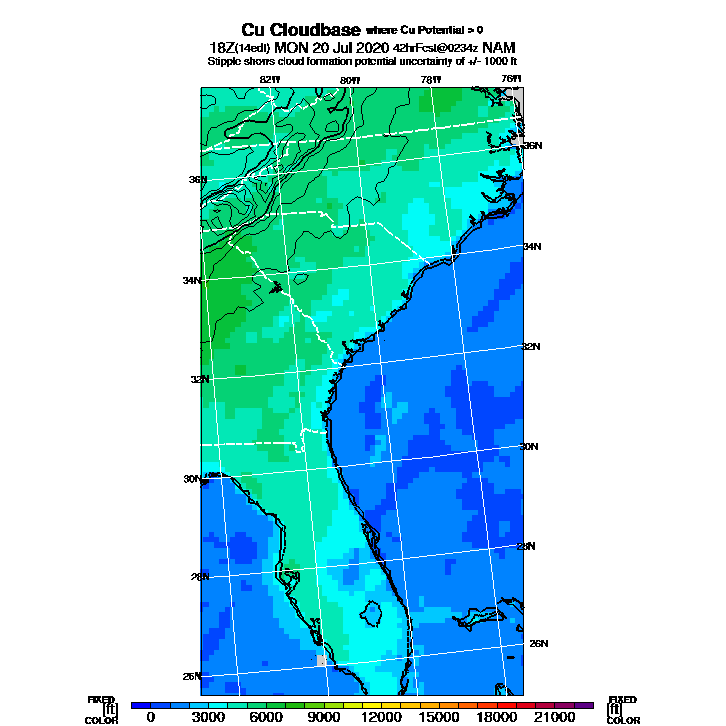 Cu Cloudbase where Cu Potential > 0
18Z(14edt) MON 20 Jul 2020 42hrFcst@0234z NAM
Stipple shows cloud formation potential uncertainty of +/- 1000 ft
82W 80W 78W 76W
36N
36N
34N
34N
32N
32N
30N
30N
28N
28N
26N
26N
FIXED FIXED
[ft] [ft]
COLOR COLOR
0 3000 6000 9000 12000 15000 18000 21000